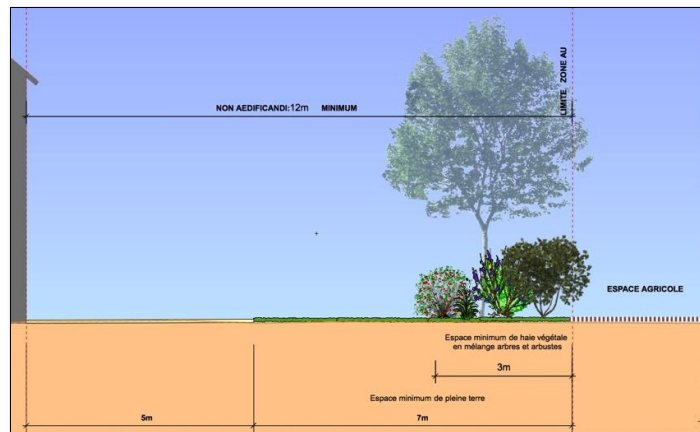 LIMITE ZONE AU
NON AEDIFICANDI:12m MINIMUM
ESPACE AGRICOLE
Espace minimum de haie végétale
en mélange arbres et arbustes
3m
Espace minimum de pleine terre
5m
7m